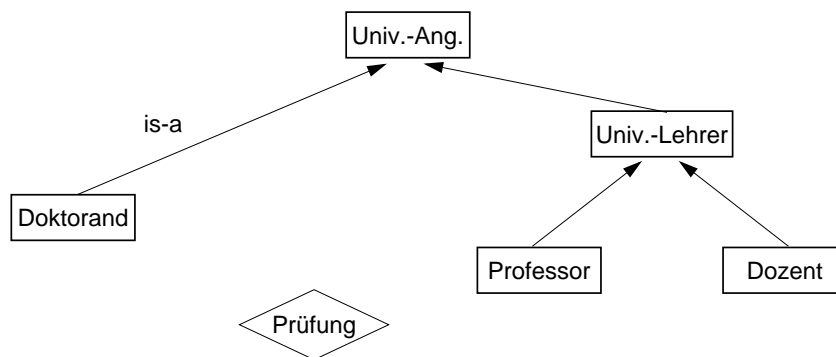 Univ.-Ang.
is-a
Univ.-Lehrer
Doktorand
Professor
Dozent
Prüfung